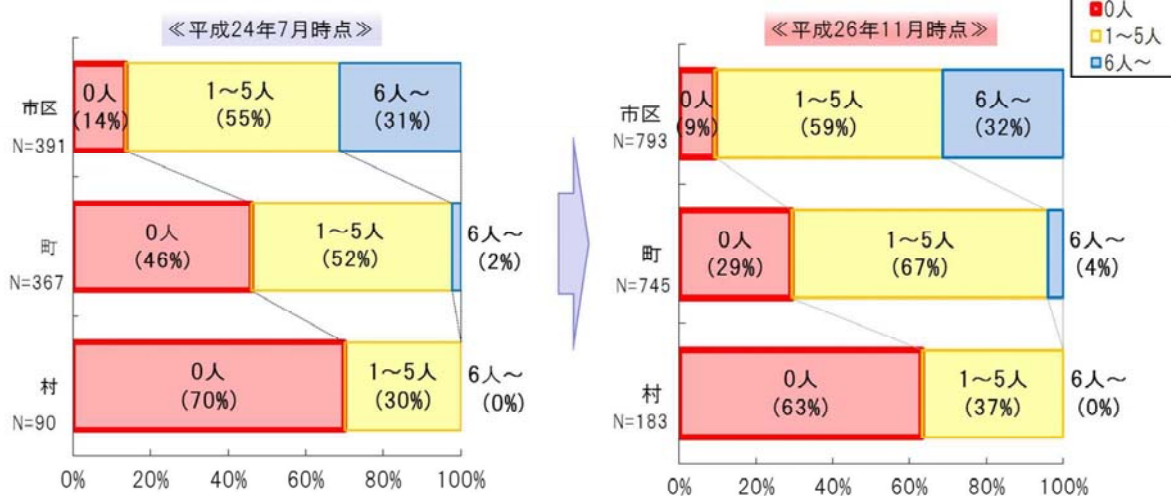 ≪平成24年7月時点≫
市区
N=391
0人
(14%)
1～5人
(55%)
6人～
(31%)
町
N=367
0人
(46%)
1～5人
(52%)
6人～
(2%)
村
N=90
0人
(70%)
1～5人
(30%)
6人～
(0%)
0% 20% 40% 60% 80% 100%
≪平成26年11月時点≫
0人
1～5人
6人～
市区
N=793
0人
(9%)
1～5人
(59%)
6人～
(32%)
町
N=745
0人
(29%)
1～5人
(67%)
6人～
(4%)
村
N=183
0人
(63%)
1～5人
(37%)
6人～
(0%)
0% 20% 40% 60% 80% 100%